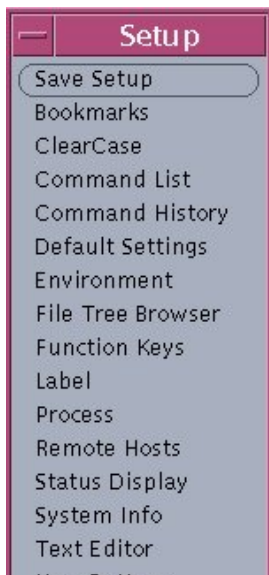 Setup
Save Setup
Bookmarks
ClearCase
Command List
Command History
Default Settings
Environment
File Tree Browser
Function Keys
Label
Process
Remote Hosts
Status Display
System Info
Text Editor